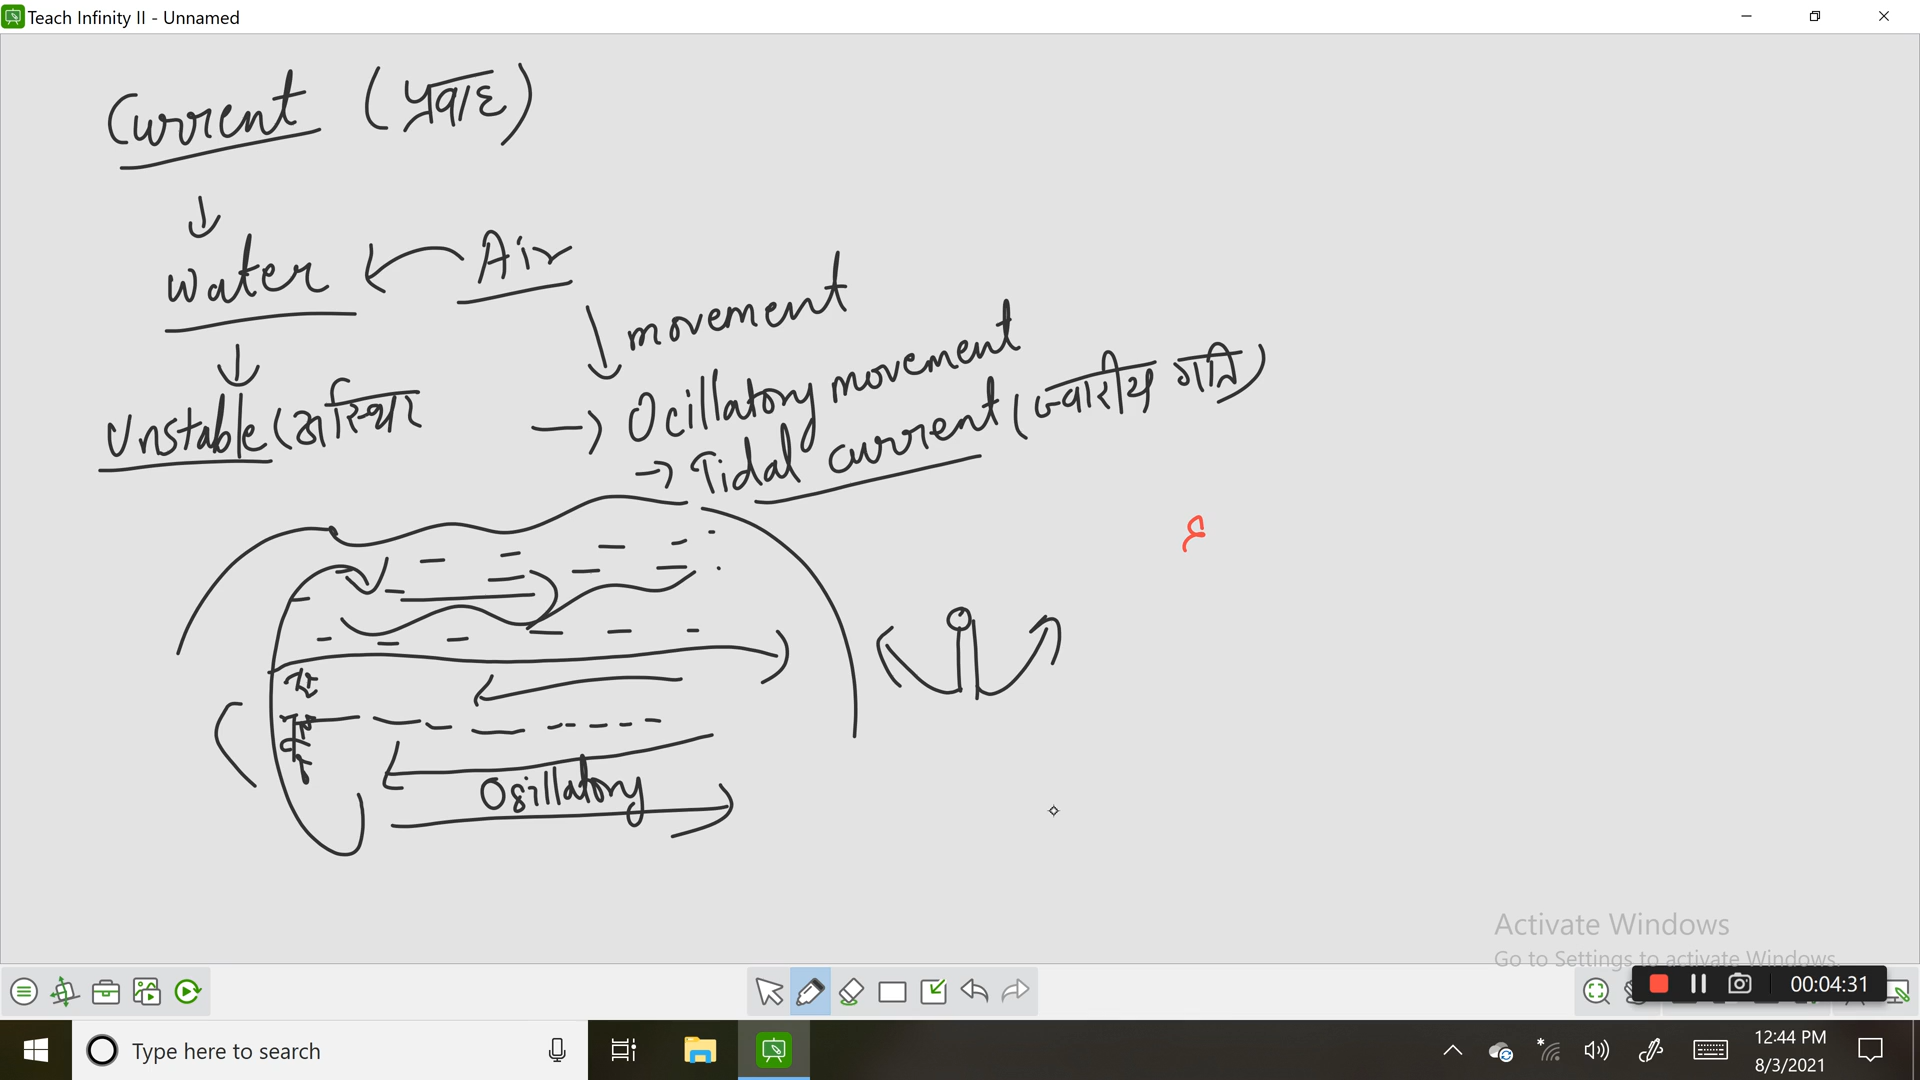 Teach Infinity II - Unnamed
Current (प्रवाह)
Water Air
movement
Unstable (अस्थिर
→ Ocillatory movement
→ Tidal current (ज्वारीय गति)
Osillatory
Activate Windows
Go to Settings to activate Windows.
00:04:31
Type here to search
12:44 PM
8/3/2021